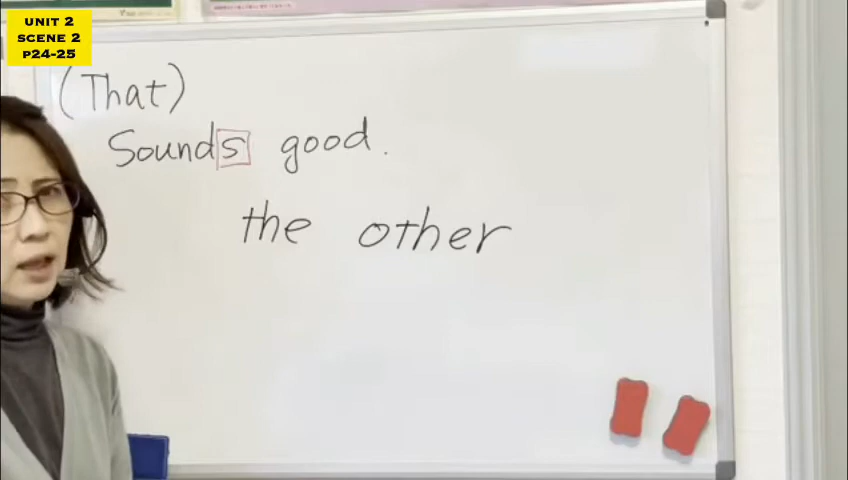 UNIT 2
SCENE 2
P24-25
(That)
Sounds good.
the other